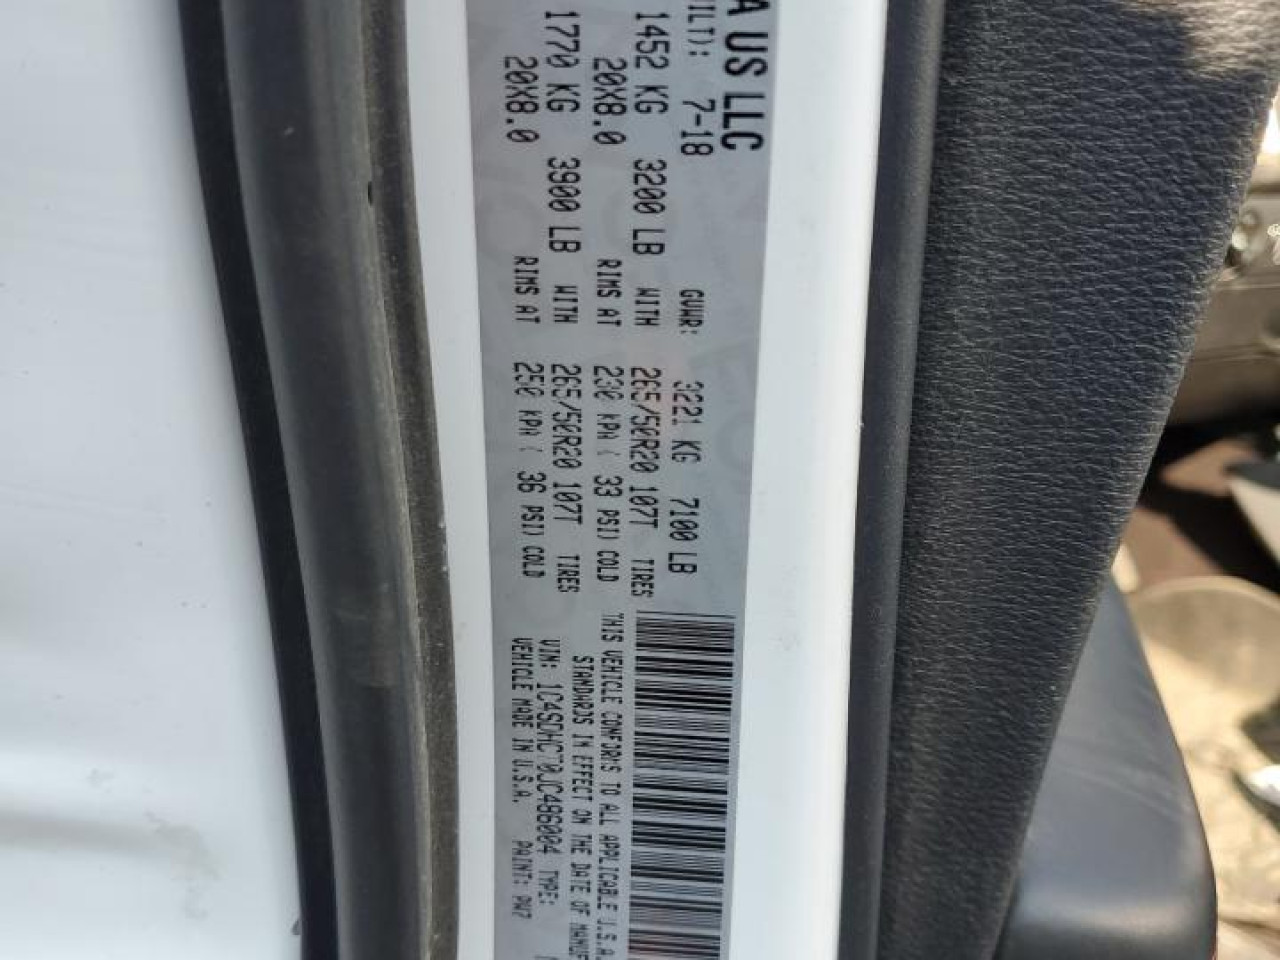 A US LLC
ILT): 7-18 GVWR: 3221 KG 7100 LB
1452 KG 3200 LB WITH 265/50R20 107T TIRES
20X8.0 RIMS AT 230 KPA ( 33 PSI) COLD
1770 KG 3900 LB WITH 265/50R20 107T TIRES
20X8.0 RIMS AT 250 KPA ( 36 PSI) COLD
THIS VEHICLE CONFORMS TO ALL APPLICABLE U.S.A.
STANDARDS IN EFFECT ON THE DATE OF MANUF
VIN: 1C4SDHCT0JC486004 TYPE:
VEHICLE MADE IN U.S.A. PAINT: PW7